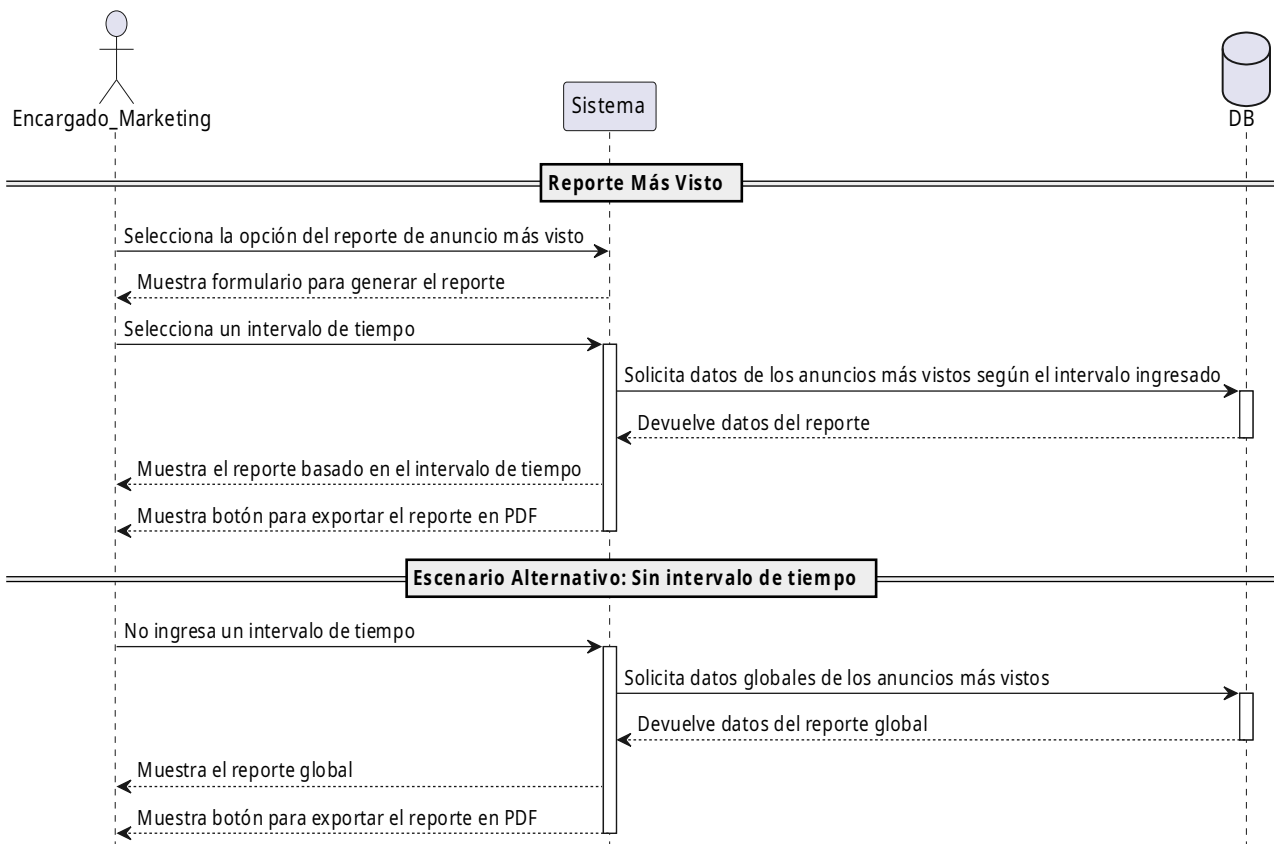 Encargado_Marketing
Sistema
DB
Reporte Más Visto
Selecciona la opción del reporte de anuncio más visto
Muestra formulario para generar el reporte
Selecciona un intervalo de tiempo
Solicita datos de los anuncios más vistos según el intervalo ingresado
Devuelve datos del reporte
Muestra el reporte basado en el intervalo de tiempo
Muestra botón para exportar el reporte en PDF
Escenario Alternativo: Sin intervalo de tiempo
No ingresa un intervalo de tiempo
Solicita datos globales de los anuncios más vistos
Devuelve datos del reporte global
Muestra el reporte global
Muestra botón para exportar el reporte en PDF